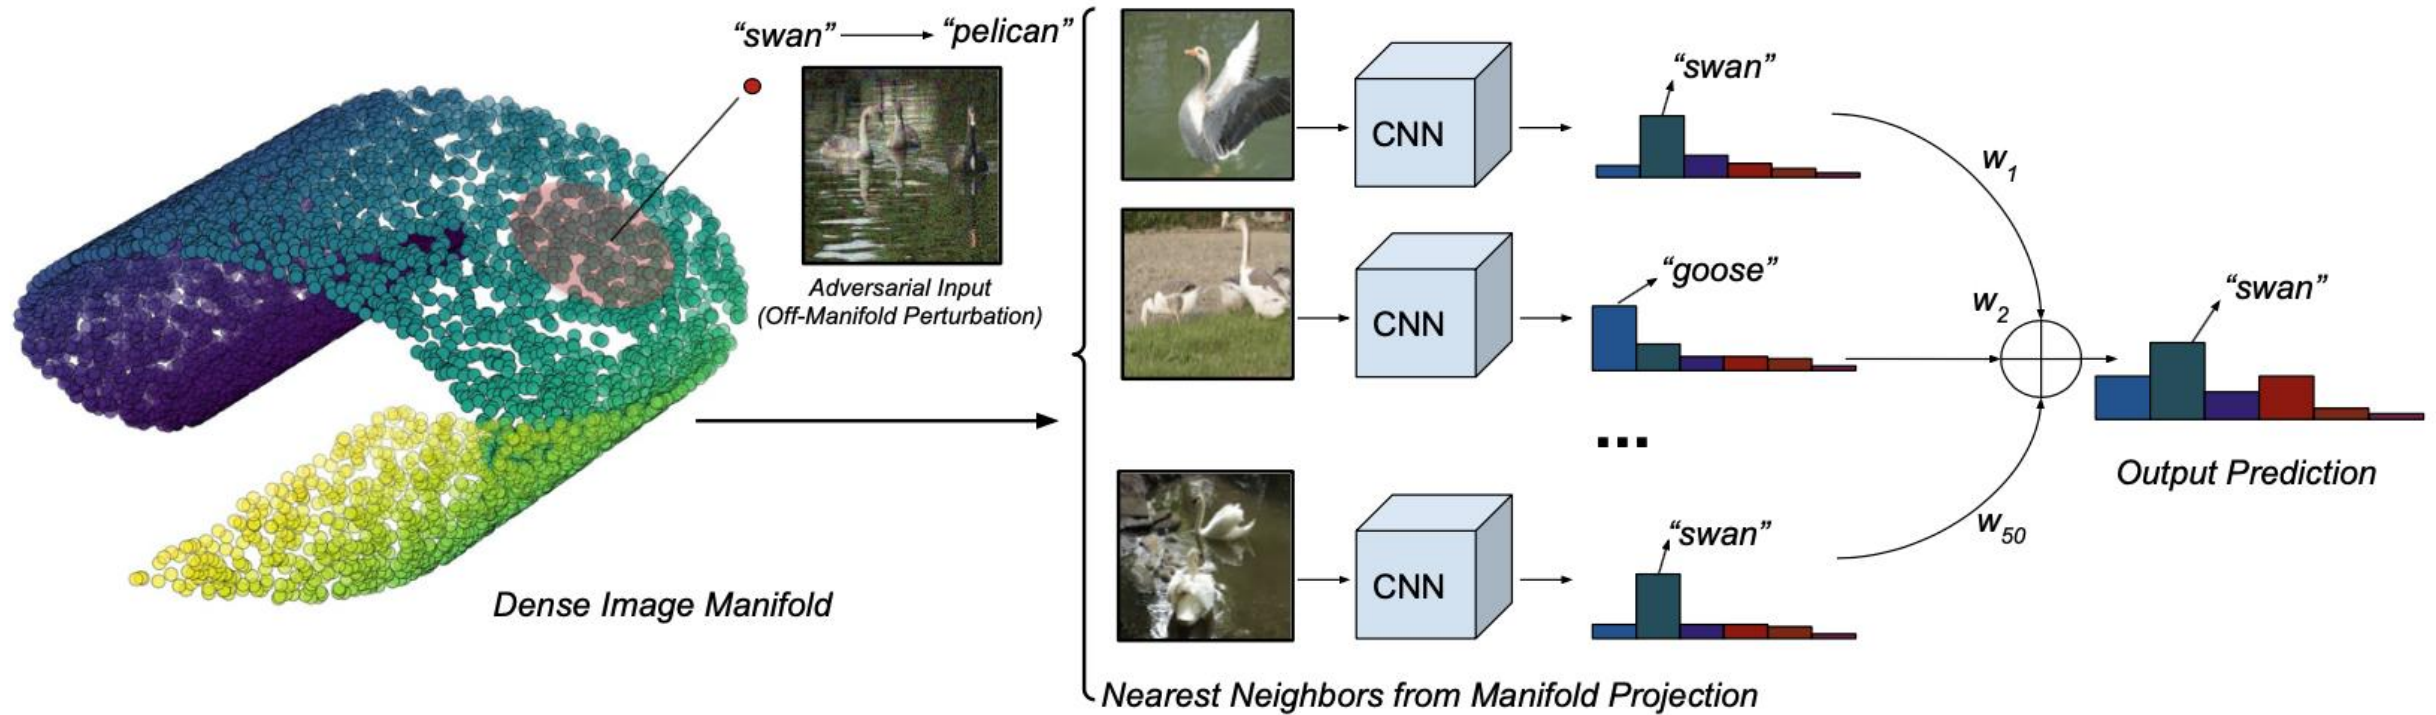 “swan” “pelican”
Adversarial Input
(Off-Manifold Perturbation)
Dense Image Manifold
CNN
“swan”
w1
CNN
“goose”
w2
...
CNN
“swan”
w50
“swan”
Output Prediction
Nearest Neighbors from Manifold Projection